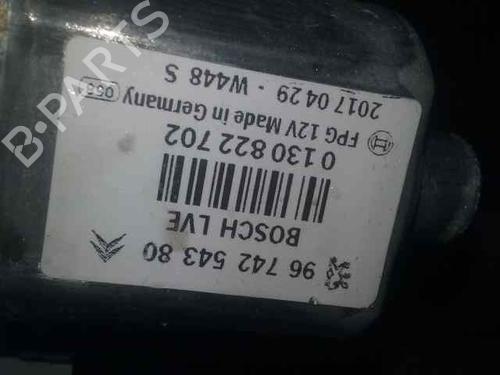 96 742 543 80
BOSCH LVE
0 130 822 702
FPG 12V Made in Germany
2017 04 29 - W448 S
B-PARTS